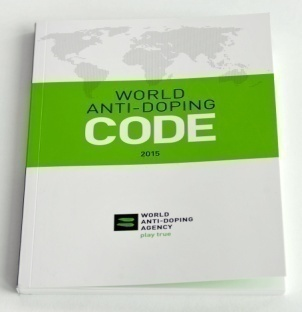 WORLD
ANTI-DOPING
CODE
2015
WORLD
ANTI-DOPING
AGENCY
play true